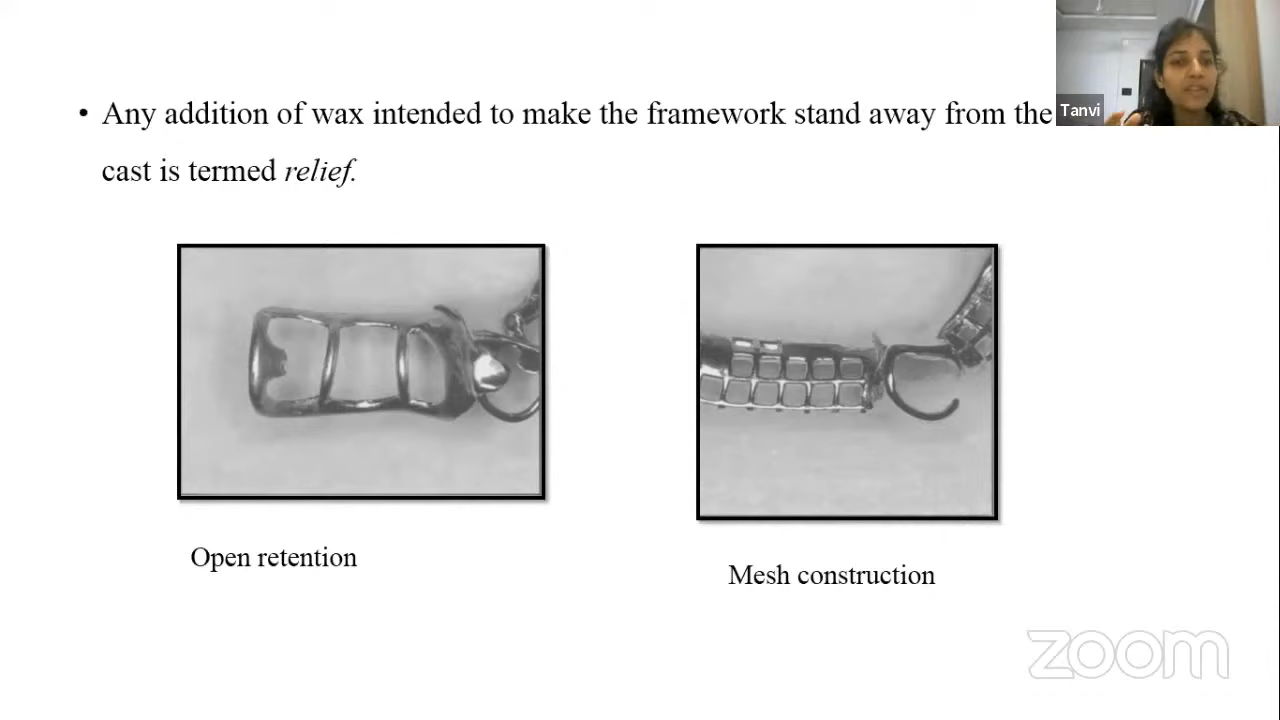 • Any addition of wax intended to make the framework stand away from the
cast is termed relief.
Tanvi
Open retention
Mesh construction
zoom